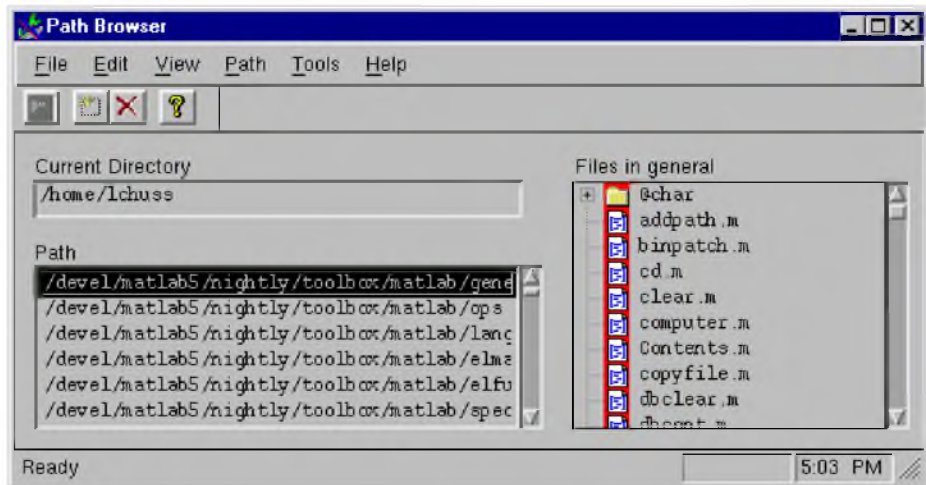 Path Browser
File Edit View Path Tools Help
Current Directory
/home/lchuss
Path
/devel/matlab5/nightly/toolbox/matlab/gene
/devel/matlab5/nightly/toolbox/matlab/ops
/devel/matlab5/nightly/toolbox/matlab/lang
/devel/matlab5/nightly/toolbox/matlab/elma
/devel/matlab5/nightly/toolbox/matlab/elfu
/devel/matlab5/nightly/toolbox/matlab/spec
Files in general
@char
addpath.m
binpatch.m
cd.m
clear.m
computer.m
Contents.m
copyfile.m
dbclear.m
dbcont.m
Ready
5:03 PM